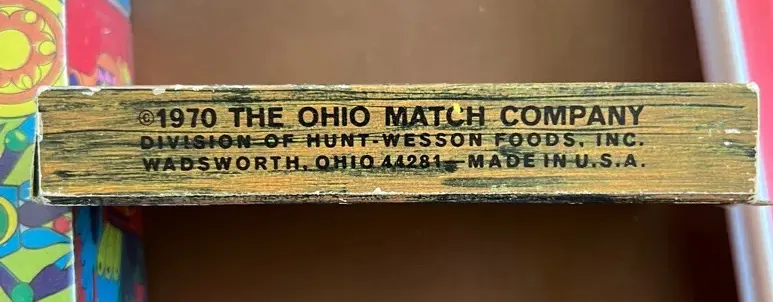 ©1970 THE OHIO MATCH COMPANY
DIVISION OF HUNT-WESSON FOODS, INC.
WADSWORTH, OHIO 44281 — MADE IN U.S.A.